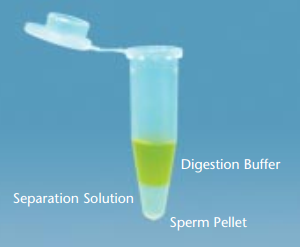 Digestion Buffer
Separation Solution
Sperm Pellet